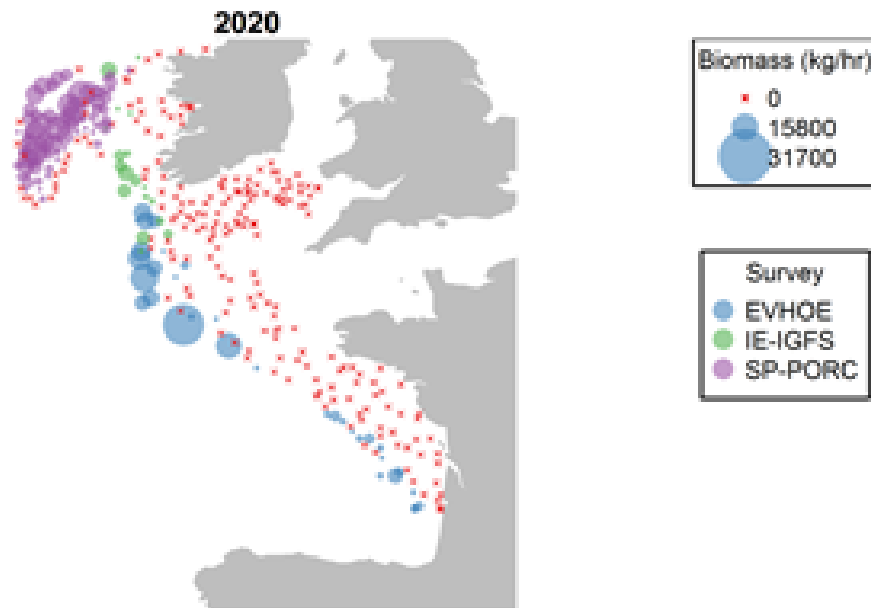 2020
Biomass (kg/hr)
0
15800
31700
Survey
EVHOE
IE-IGFS
SP-PORC